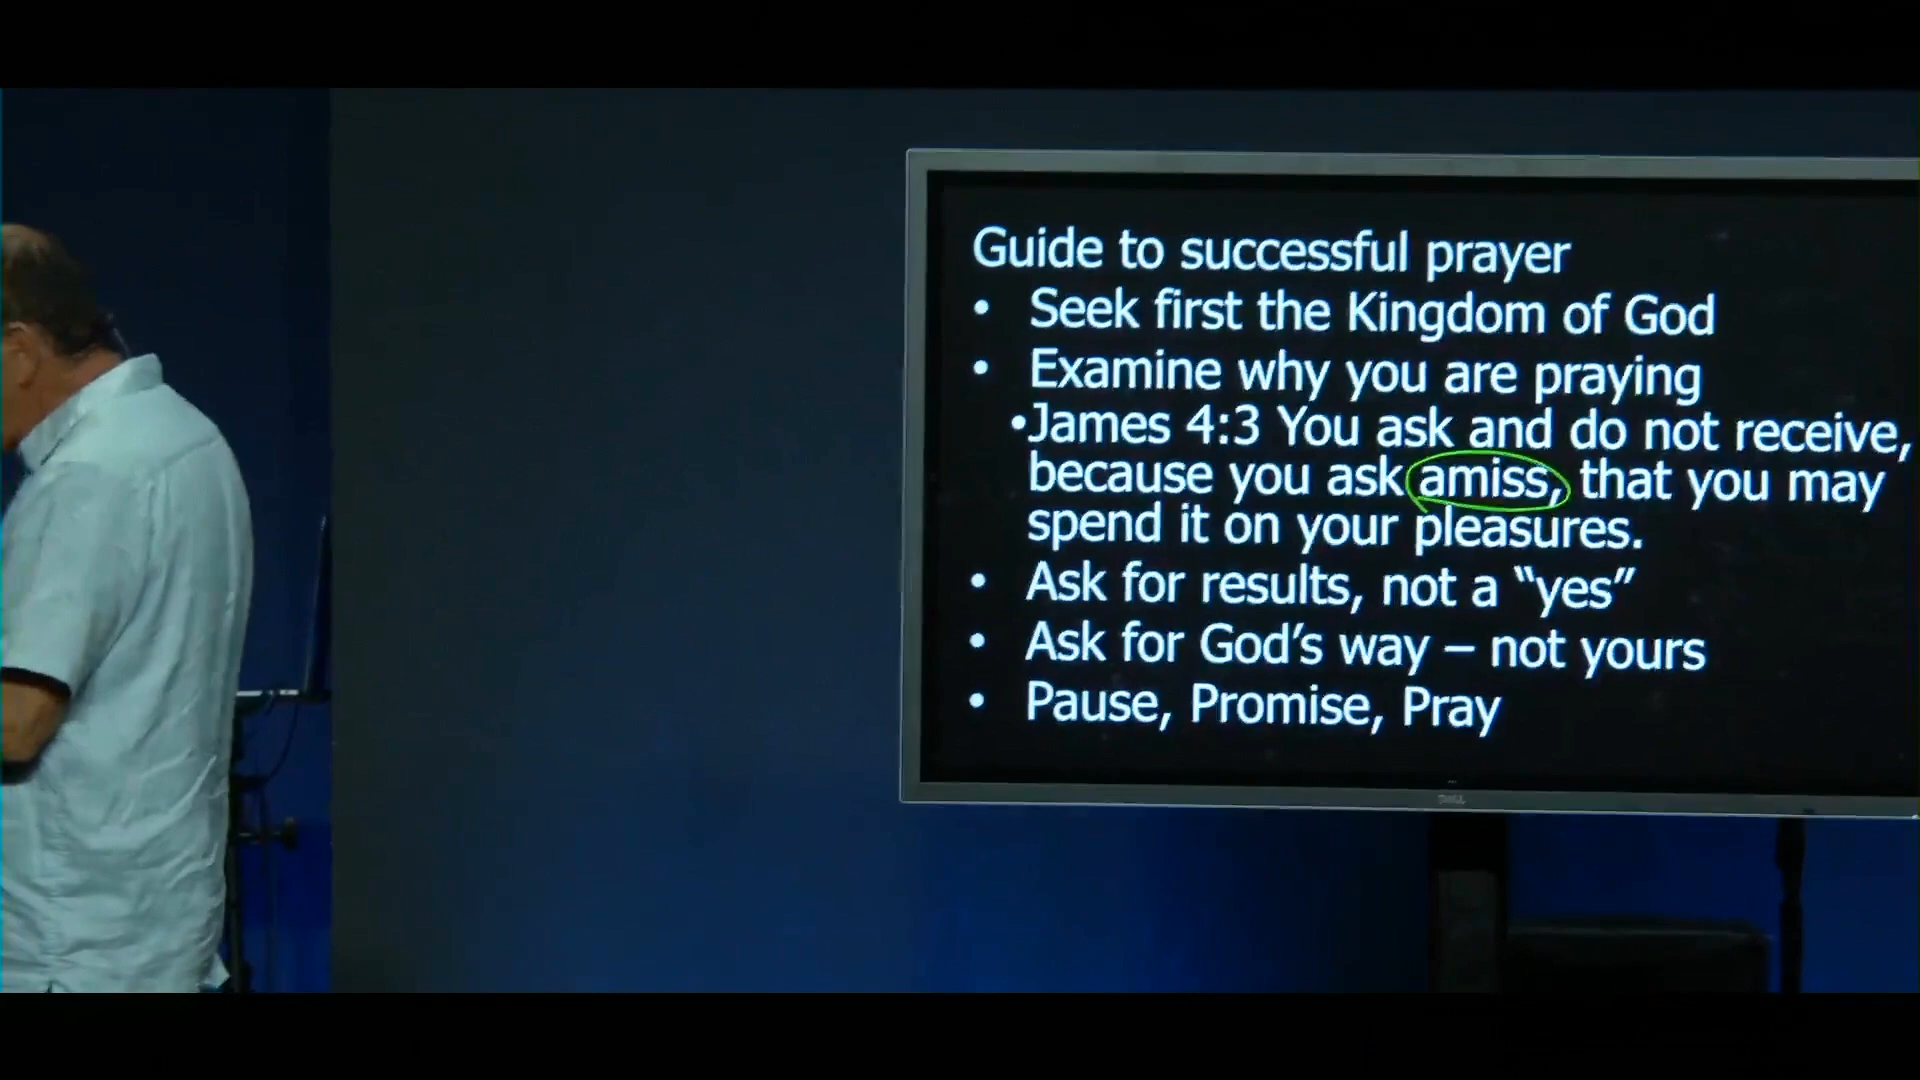 Guide to successful prayer
• Seek first the Kingdom of God
• Examine why you are praying
•James 4:3 You ask and do not receive,
because you ask amiss, that you may
spend it on your pleasures.
• Ask for results, not a “yes”
• Ask for God’s way – not yours
• Pause, Promise, Pray
DELL